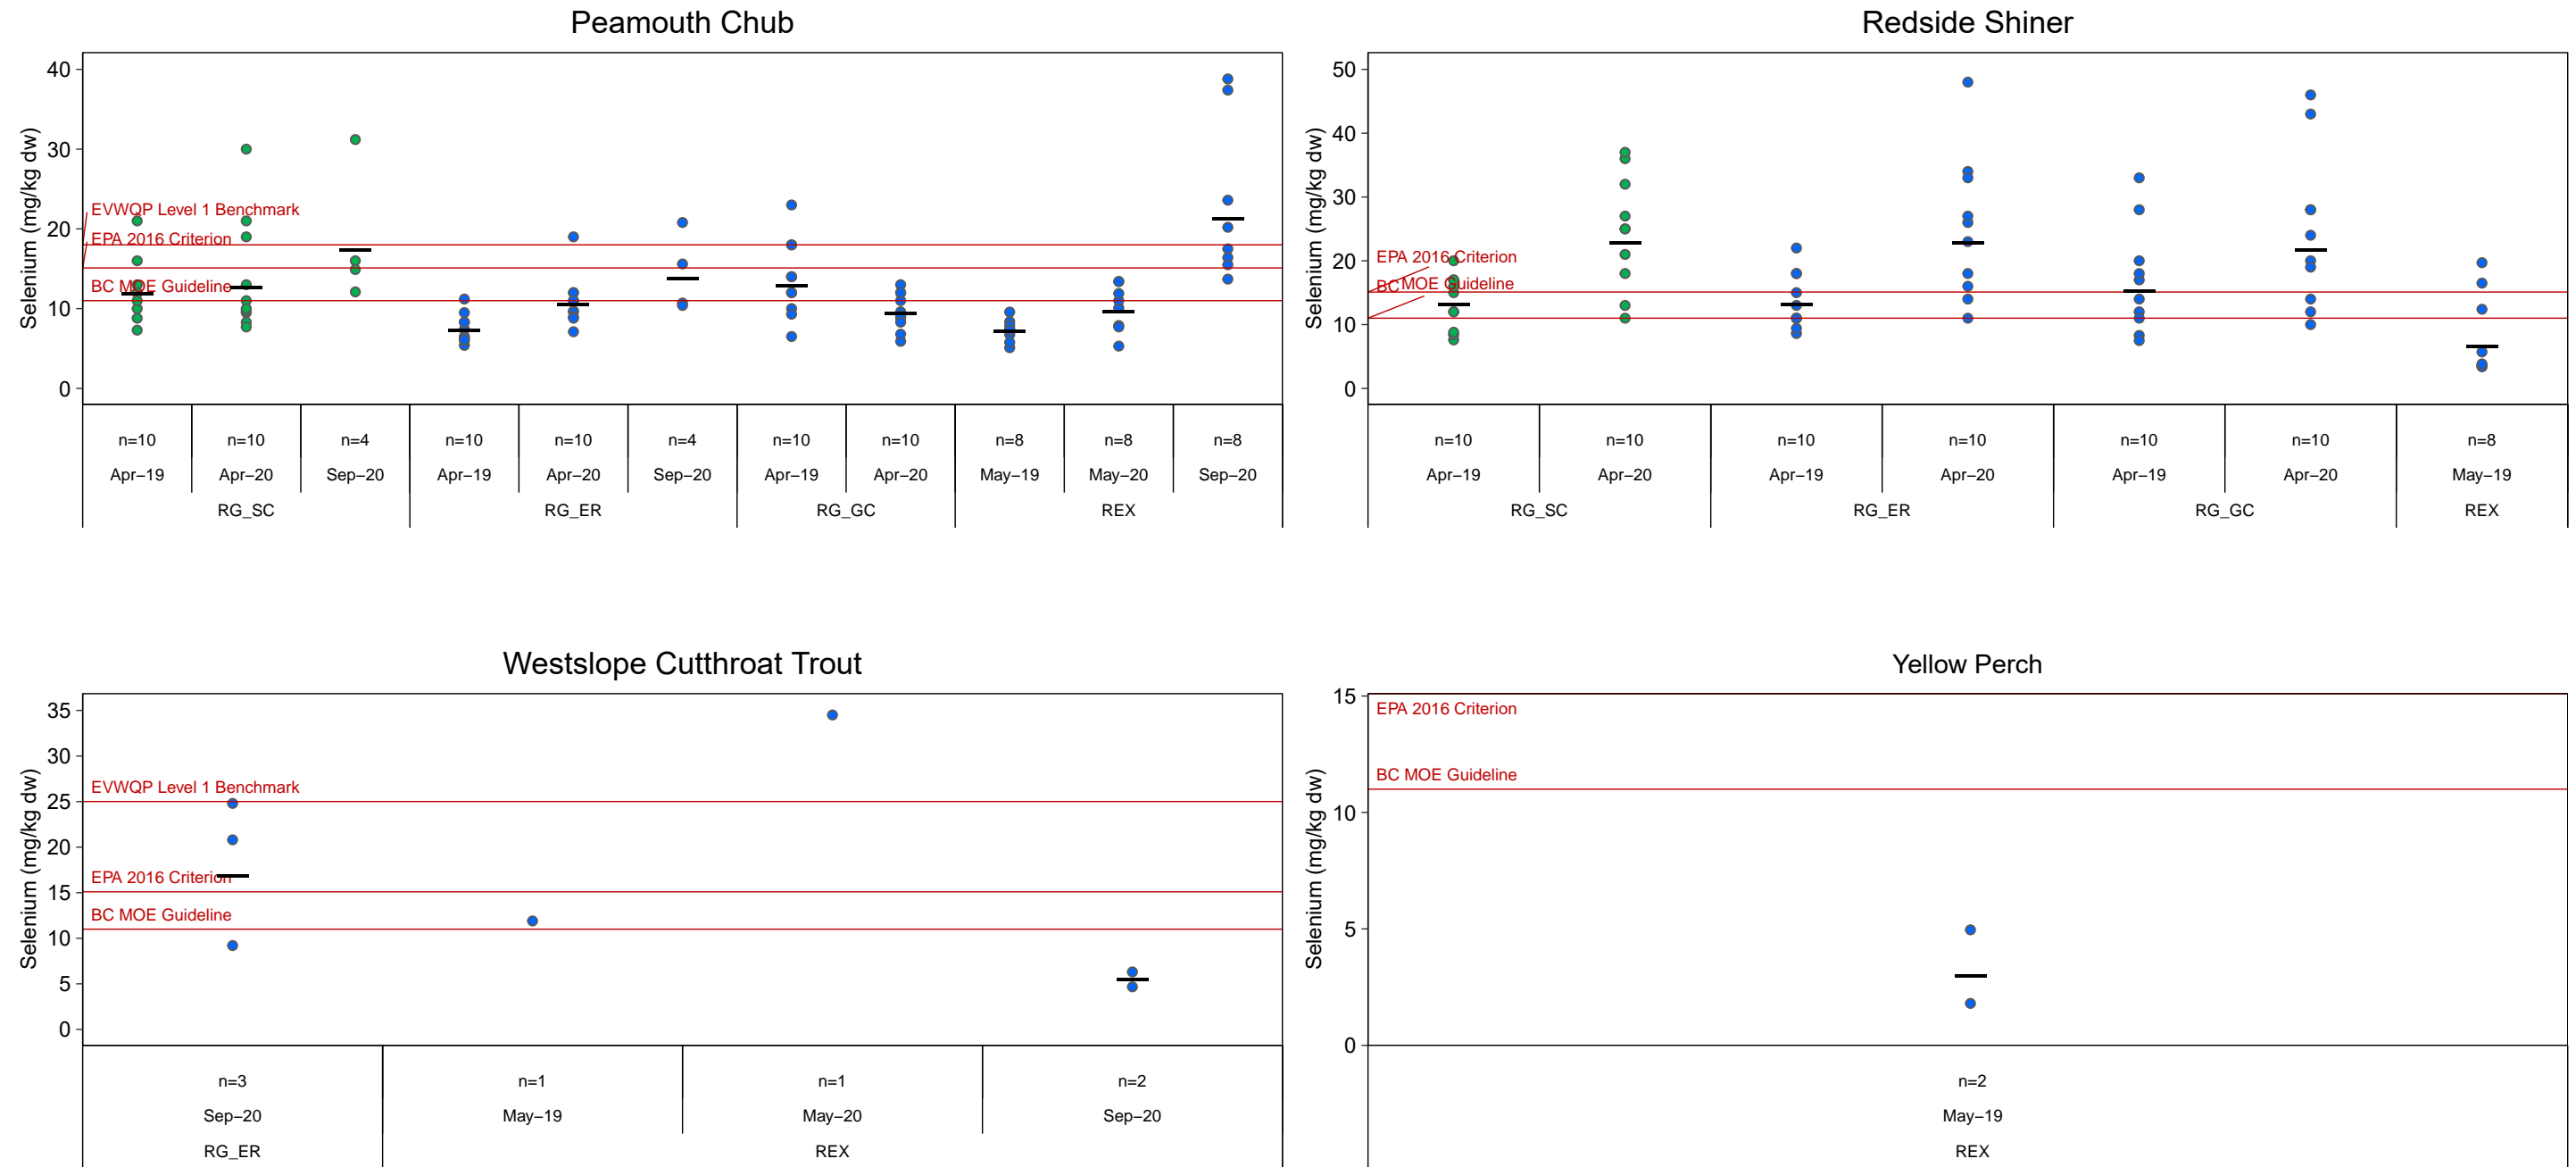 Peamouth Chub
Selenium (mg/kg dw)
40
30
20
10
0
EVWQP Level 1 Benchmark
EPA 2016 Criterion
BC MOE Guideline
n=10 n=10 n=4 n=10 n=10 n=4 n=10 n=10 n=8 n=8 n=8
Apr–19 Apr–20 Sep–20 Apr–19 Apr–20 Sep–20 Apr–19 Apr–20 May–19 May–20 Sep–20
RG_SC RG_ER RG_GC REX
Redside Shiner
Selenium (mg/kg dw)
50
40
30
20
10
0
EPA 2016 Criterion
BC MOE Guideline
n=10 n=10 n=10 n=10 n=10 n=10 n=8
Apr–19 Apr–20 Apr–19 Apr–20 Apr–19 Apr–20 May–19
RG_SC RG_ER RG_GC REX
Westslope Cutthroat Trout
Selenium (mg/kg dw)
35
30
25
20
15
10
5
0
EVWQP Level 1 Benchmark
EPA 2016 Criterion
BC MOE Guideline
n=3 n=1 n=1 n=2
Sep–20 May–19 May–20 Sep–20
RG_ER REX
Yellow Perch
Selenium (mg/kg dw)
15
10
5
0
EPA 2016 Criterion
BC MOE Guideline
n=2
May–19
REX